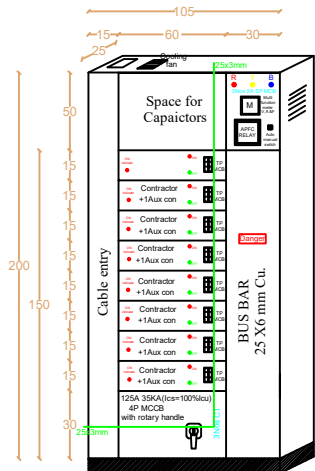 105
15 60 30
25
Cooling
fan
25x3mm
R B
M
Multi
function
meter
V,A,MF
APFC
RELAY
Auto
manual
switch
Space for
Capaictors
50
200
150
15
TP
MCB
15
Contractor
+1Aux con
TP
MCB
15
Contractor
+1Aux con
TP
MCB
15
Contractor
+1Aux con
TP
MCB
15
Contractor
+1Aux con
TP
MCB
15
Contractor
+1Aux con
TP
MCB
15
Contractor
+1Aux con
TP
MCB
15
Contractor
+1Aux con
TP
MCB
Cable entry
Danger
BUS BAR
25 X6 mm Cu.
30
125A 35KA(Ics=100%Icu)
4P MCCB
with rotary handle
25x3mm